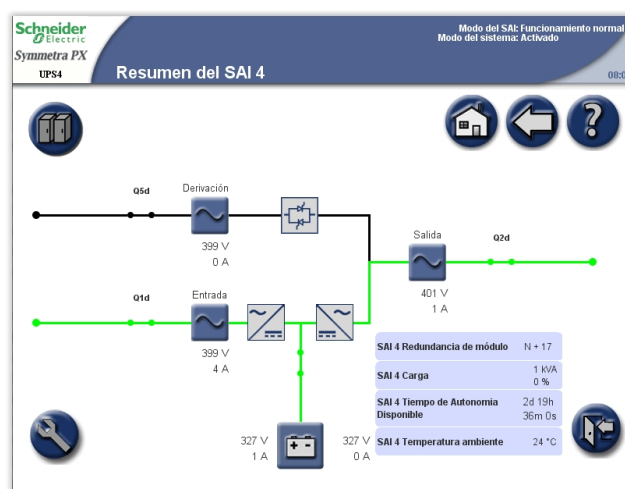 Schneider
Electric
Symmetra PX
UPS4
Resumen del SAI 4
Modo del SAI: Funcionamiento normal
Modo del sistema: Activado
08:0
Q5d
Derivación
399 V
0 A
Salida
Q2d
401 V
1 A
Q1d
Entrada
399 V
4 A
SAI 4 Redundancia de módulo N + 17
SAI 4 Carga 1 kVA
0 %
SAI 4 Tiempo de Autonomia Disponible 2d 19h
36m 0s
SAI 4 Temperatura ambiente 24 °C
327 V
1 A
327 V
0 A